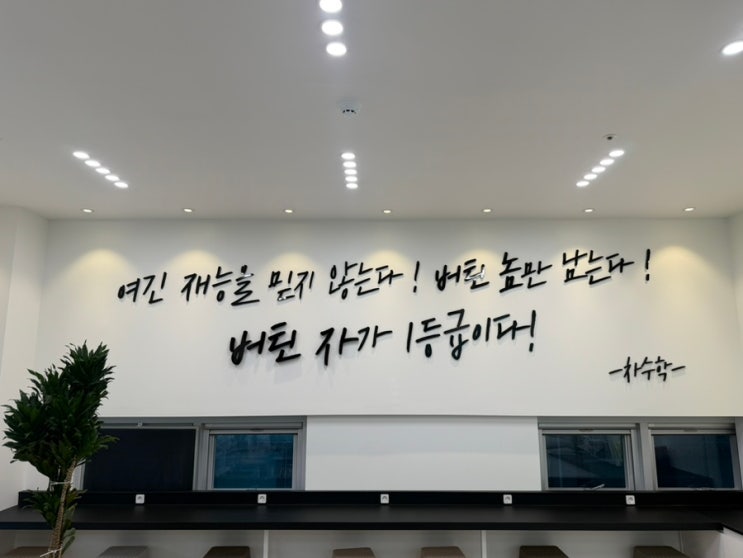 여긴 재능을 믿지 않는다! 버틴 놈만 남는다!
버틴 자가 1등급이다!
-차수학-